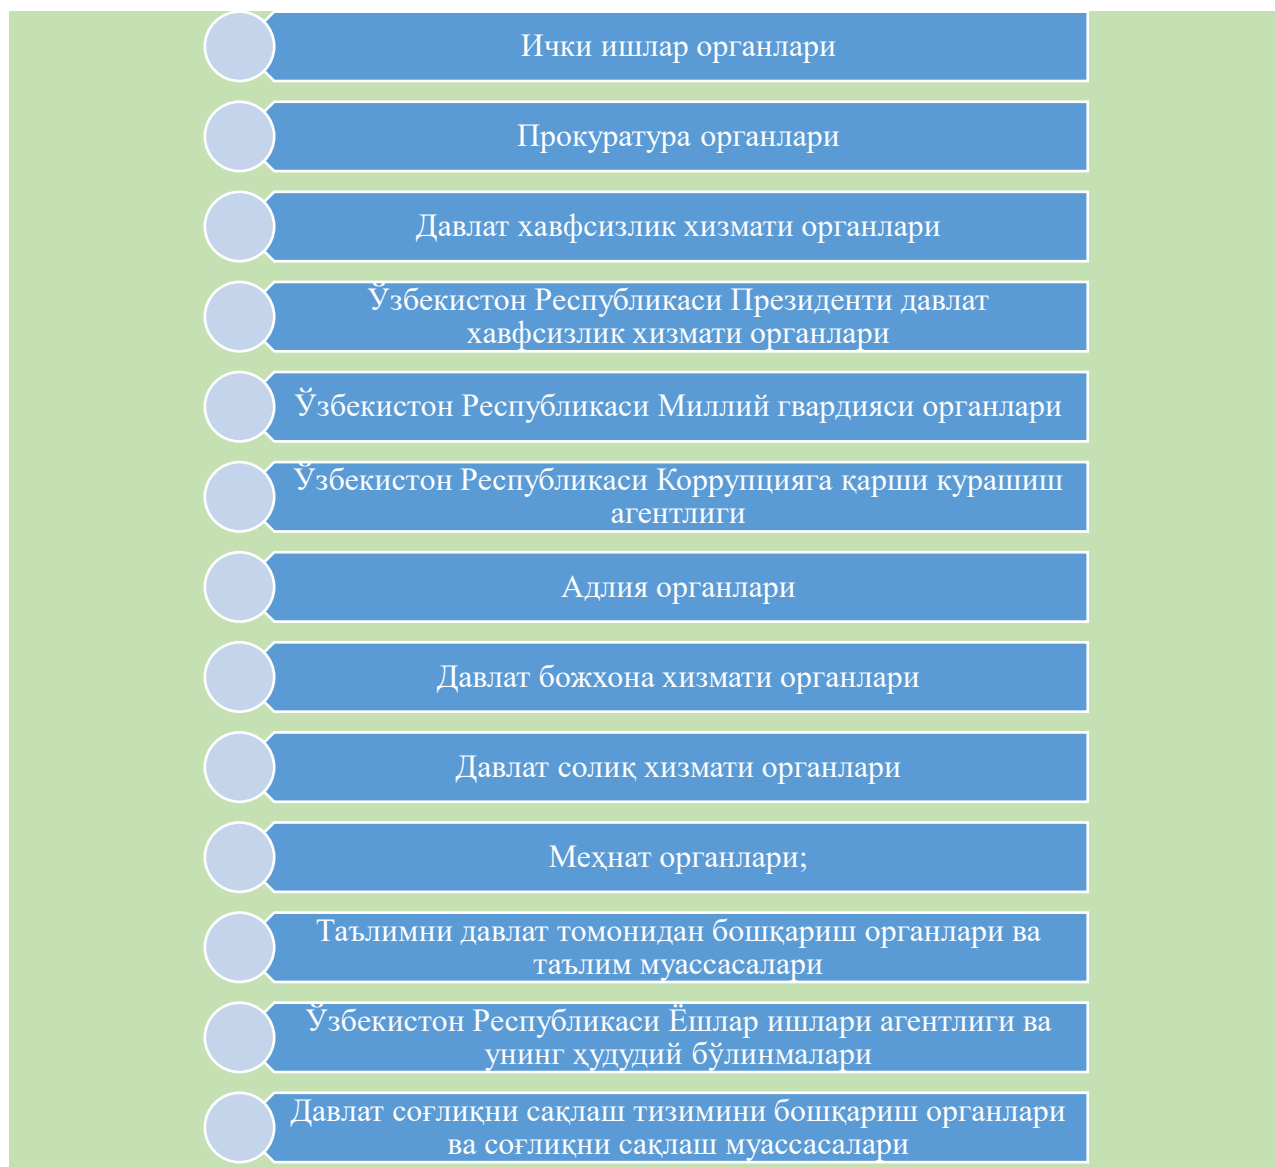 Ички ишлар органлари
Прокуратура органлари
Давлат хавфсизлик хизмати органлари
Ўзбекистон Республикаси Президенти давлат
хавфсизлик хизмати органлари
Ўзбекистон Республикаси Миллий гвардияси органлари
Ўзбекистон Республикаси Коррупцияга қарши курашиш
агентлиги
Адлия органлари
Давлат божхона хизмати органлари
Давлат солиқ хизмати органлари
Меҳнат органлари;
Таълимни давлат томонидан бошқариш органлари ва
таълим муассасалари
Ўзбекистон Республикаси Ёшлар ишлари агентлиги ва
унинг ҳудудий бўлинмалари
Давлат соғлиқни сақлаш тизимини бошқариш органлари
ва соғлиқни сақлаш муассасалари